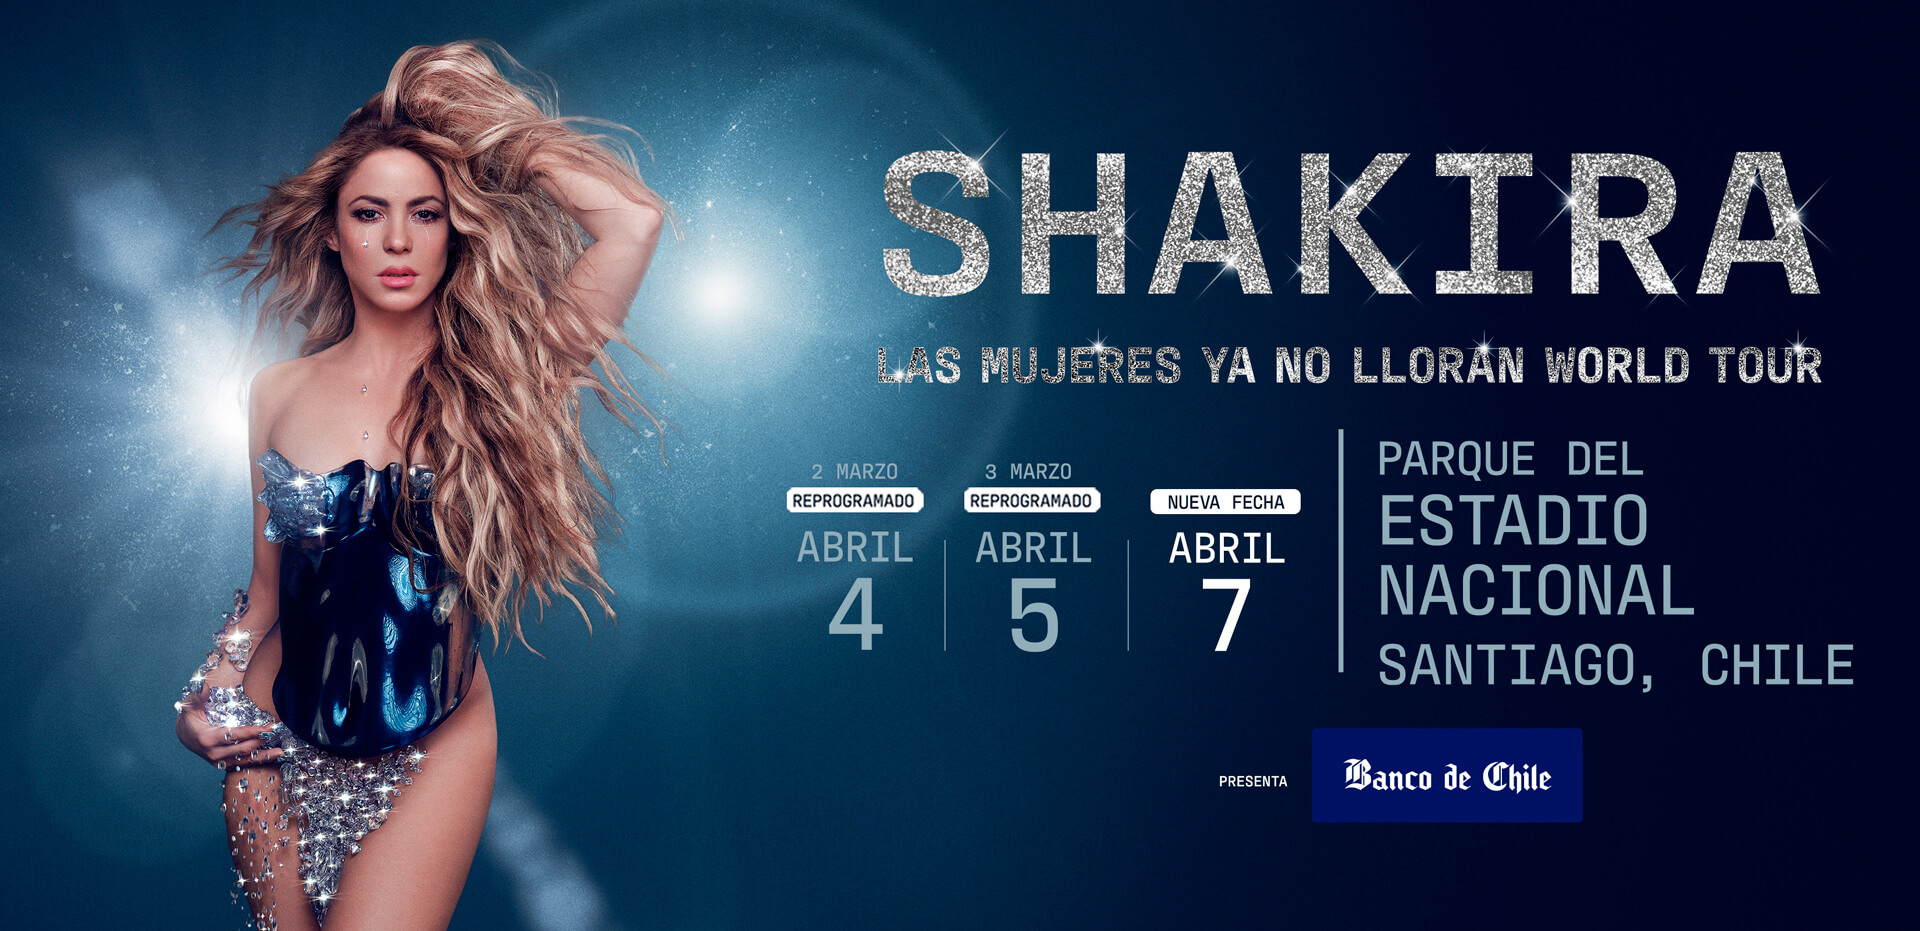 SHAKIRA
LAS MUJERES YA NO LLORAN WORLD TOUR
2 MARZO
REPROGRAMADO
ABRIL
4
3 MARZO
REPROGRAMADO
ABRIL
5
NUEVA FECHA
ABRIL
7
PARQUE DEL
ESTADIO
NACIONAL
SANTIAGO, CHILE
PRESENTA
Banco de Chile